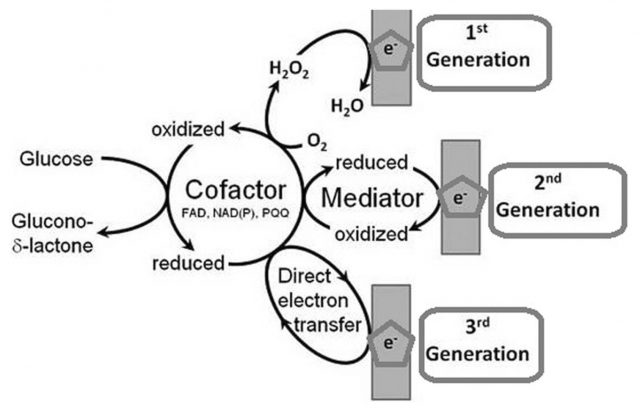 1st
Generation
e-
H2O2
H2O
O2
oxidized
Glucose
Cofactor
FAD, NAD(P), PQQ
Glucono-
δ-lactone
reduced
reduced
Mediator
oxidized
e-
2nd
Generation
Direct
electron
transfer
e-
3rd
Generation